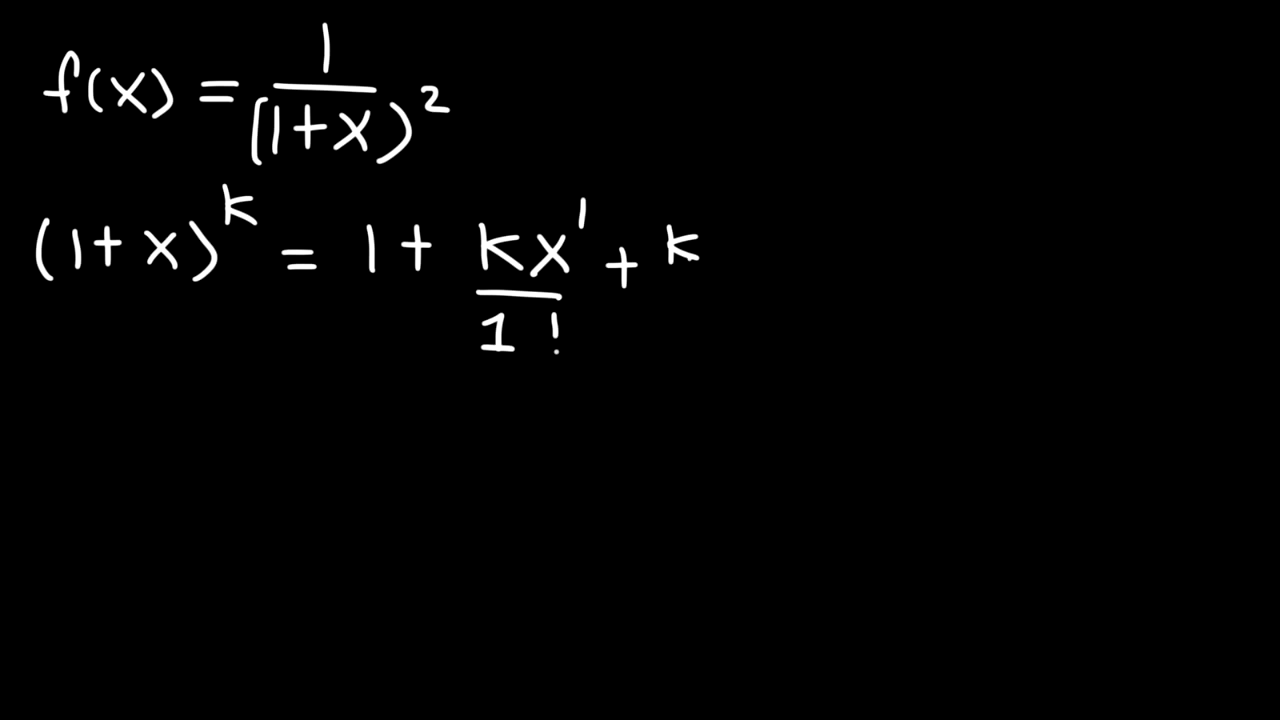 f(x) = 1/(1+x)²
(1+x)^k = 1 + kx¹/1! + k